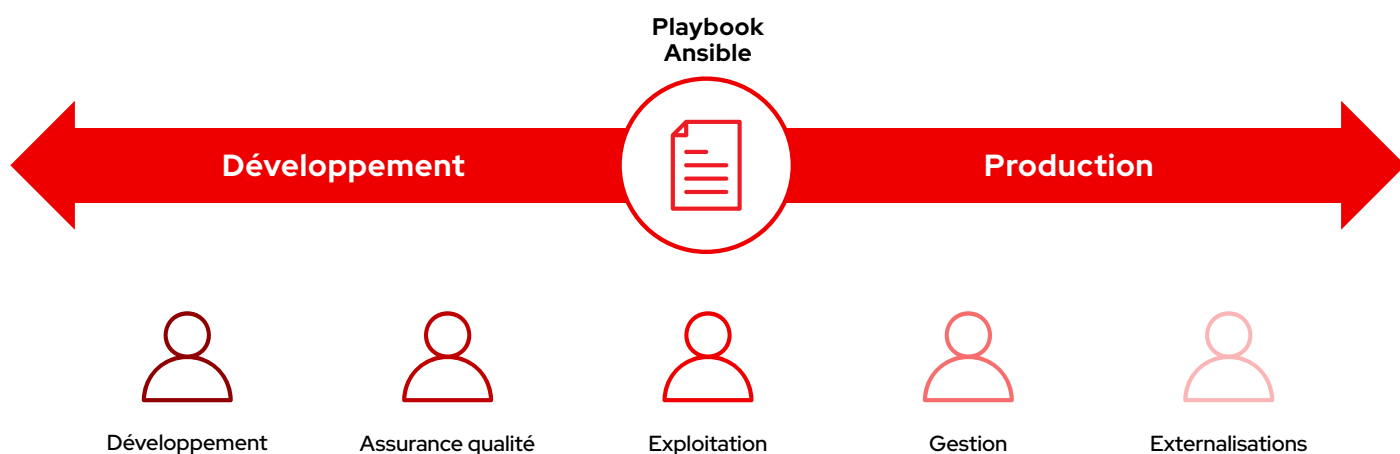 Playbook
Ansible
Développement
Production
Développement
Assurance qualité
Exploitation
Gestion
Externalisations